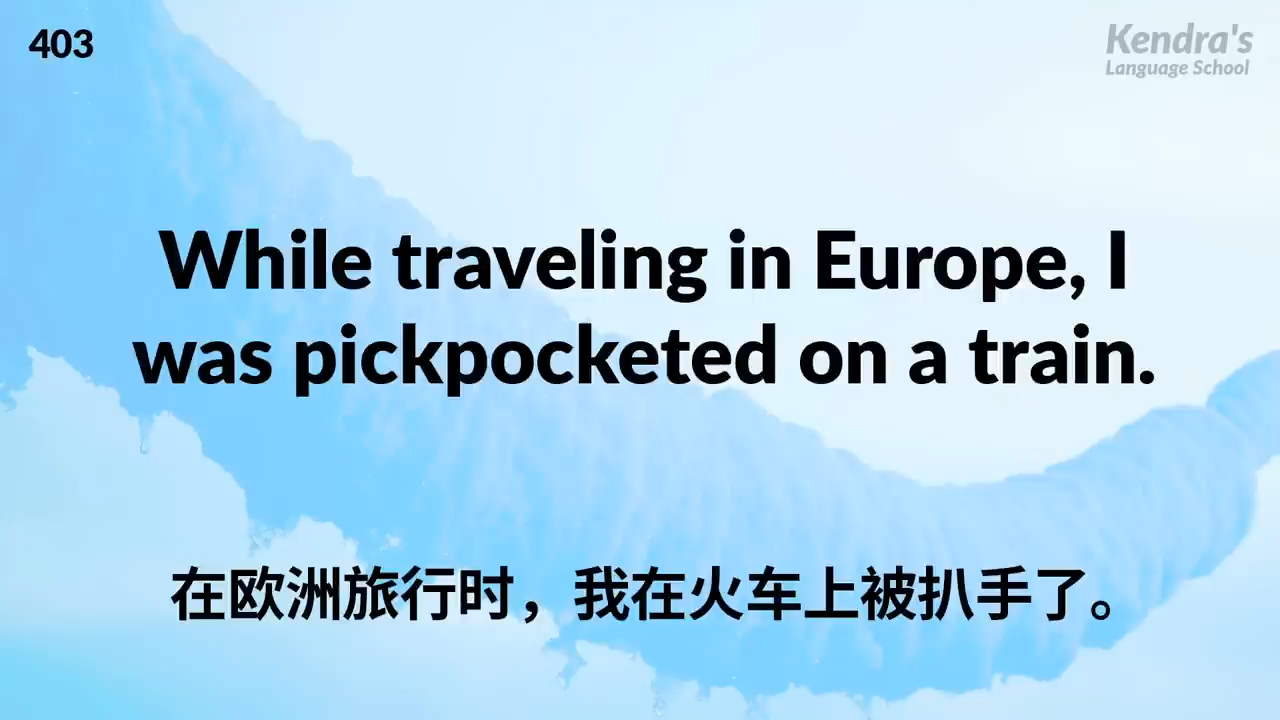 403
Kendra's
Language School
While traveling in Europe, I
was pickpocketed on a train.
在欧洲旅行时，我在火车上被扒手了。